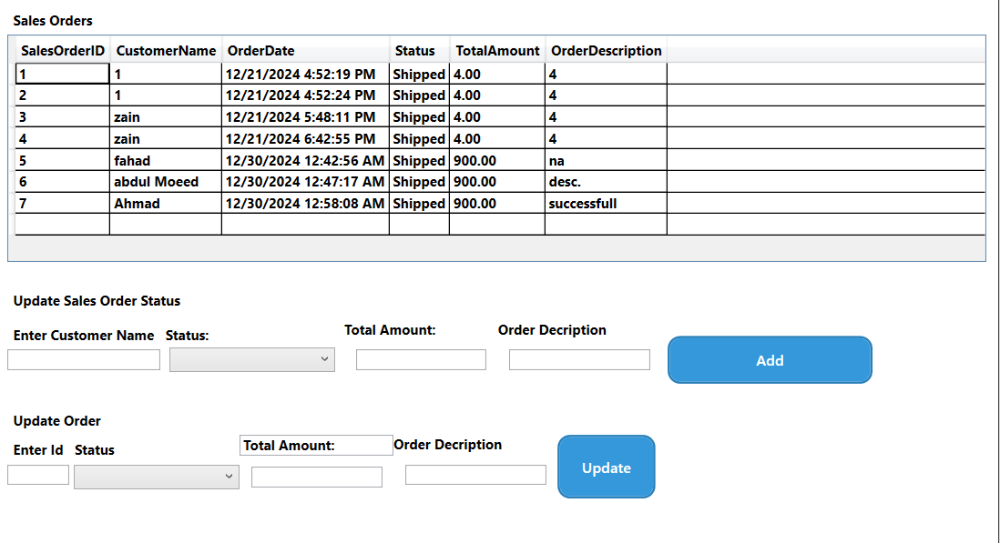 Sales Orders
SalesOrderID CustomerName OrderDate Status TotalAmount OrderDescription
1 1 12/21/2024 4:52:19 PM Shipped 4.00 4
2 1 12/21/2024 4:52:24 PM Shipped 4.00 4
3 zain 12/21/2024 5:48:11 PM Shipped 4.00 4
4 zain 12/21/2024 6:42:55 PM Shipped 4.00 4
5 fahad 12/30/2024 12:42:56 AM Shipped 900.00 na
6 abdul Moeed 12/30/2024 12:47:17 AM Shipped 900.00 desc.
7 Ahmad 12/30/2024 12:58:08 AM Shipped 900.00 successfull
Update Sales Order Status
Enter Customer Name Status: Total Amount: Order Decription
Add
Update Order
Enter Id Status Total Amount: Order Decription
Update